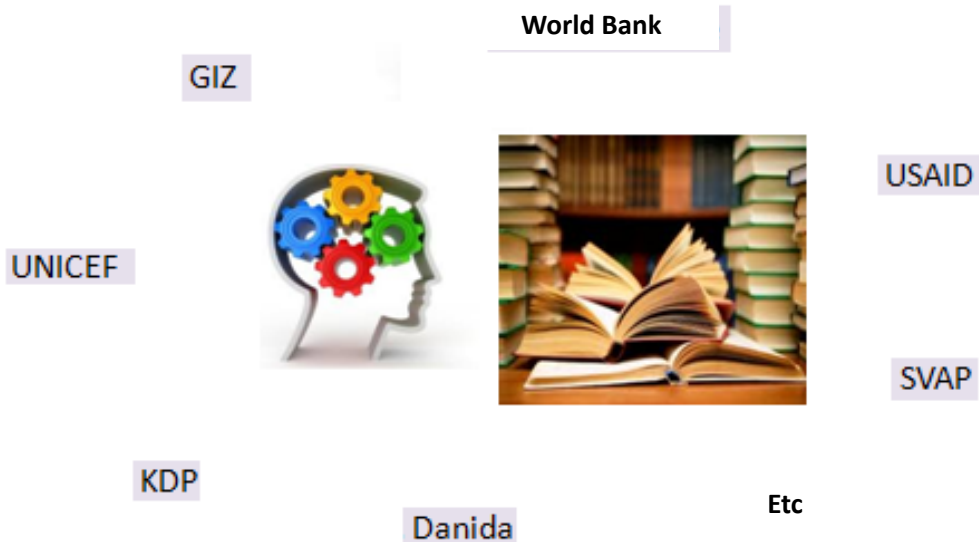 World Bank
GIZ
USAID
UNICEF
SVAP
KDP
Etc
Danida